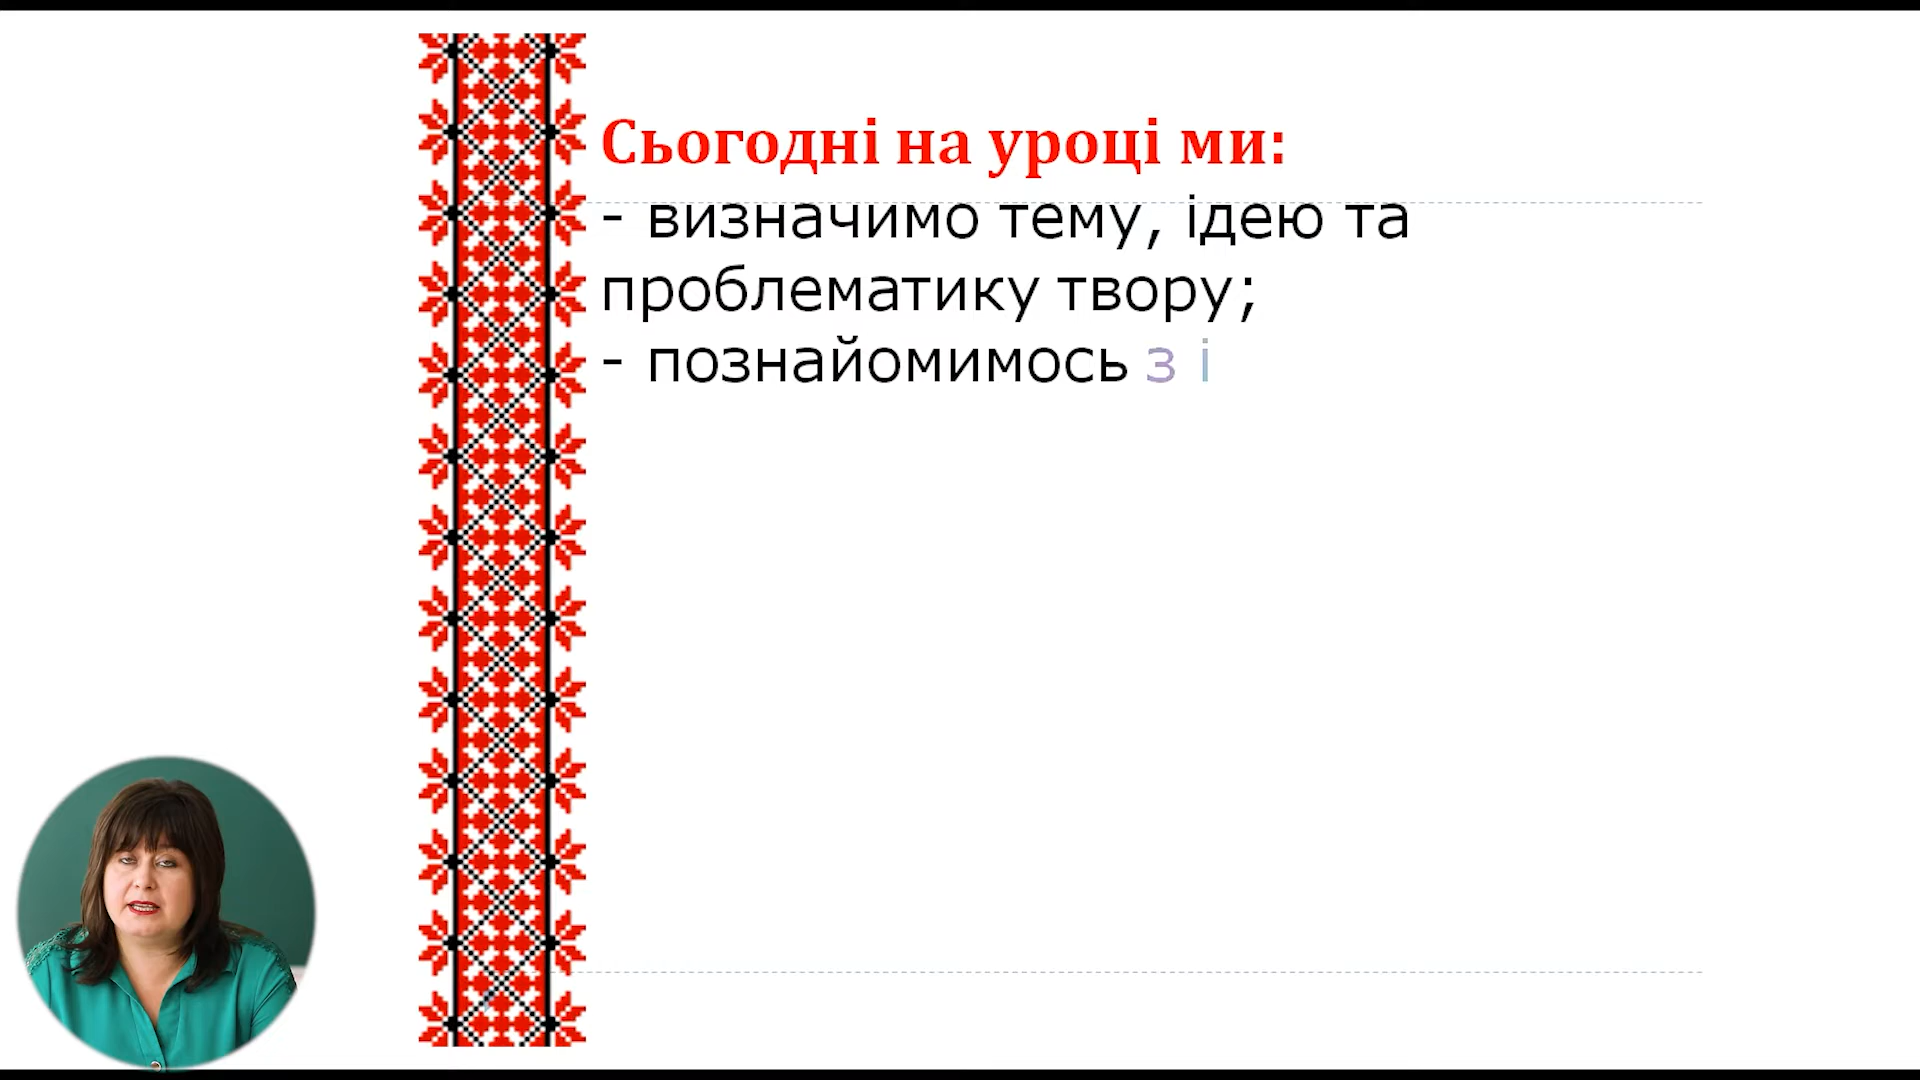 Сьогодні на уроці ми:
- визначимо тему, ідею та
проблематику твору;
- познайомимось з і